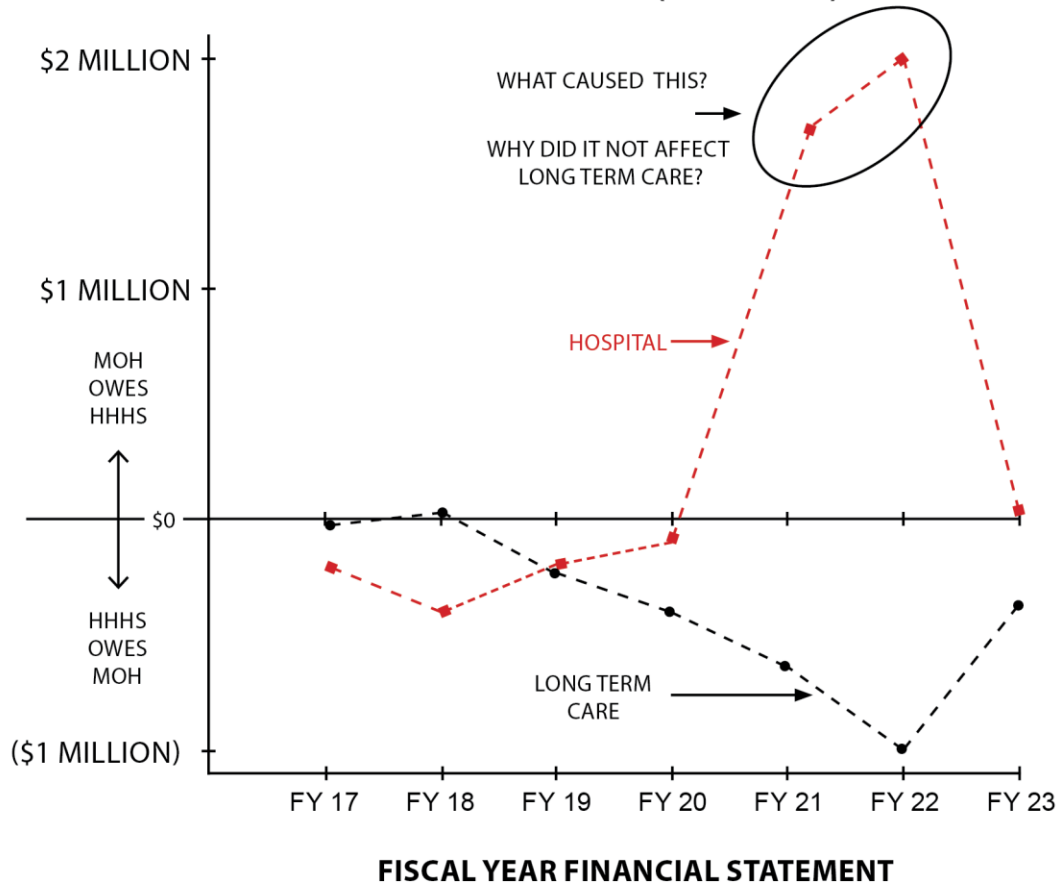 $2 MILLION
WHAT CAUSED THIS?
WHY DID IT NOT AFFECT
LONG TERM CARE?
$1 MILLION
HOSPITAL
MOH
OWES
HHHS
$0
HHHS
OWES
MOH
LONG TERM
CARE
($1 MILLION)
FY 17 FY 18 FY 19 FY 20 FY 21 FY 22 FY 23
FISCAL YEAR FINANCIAL STATEMENT